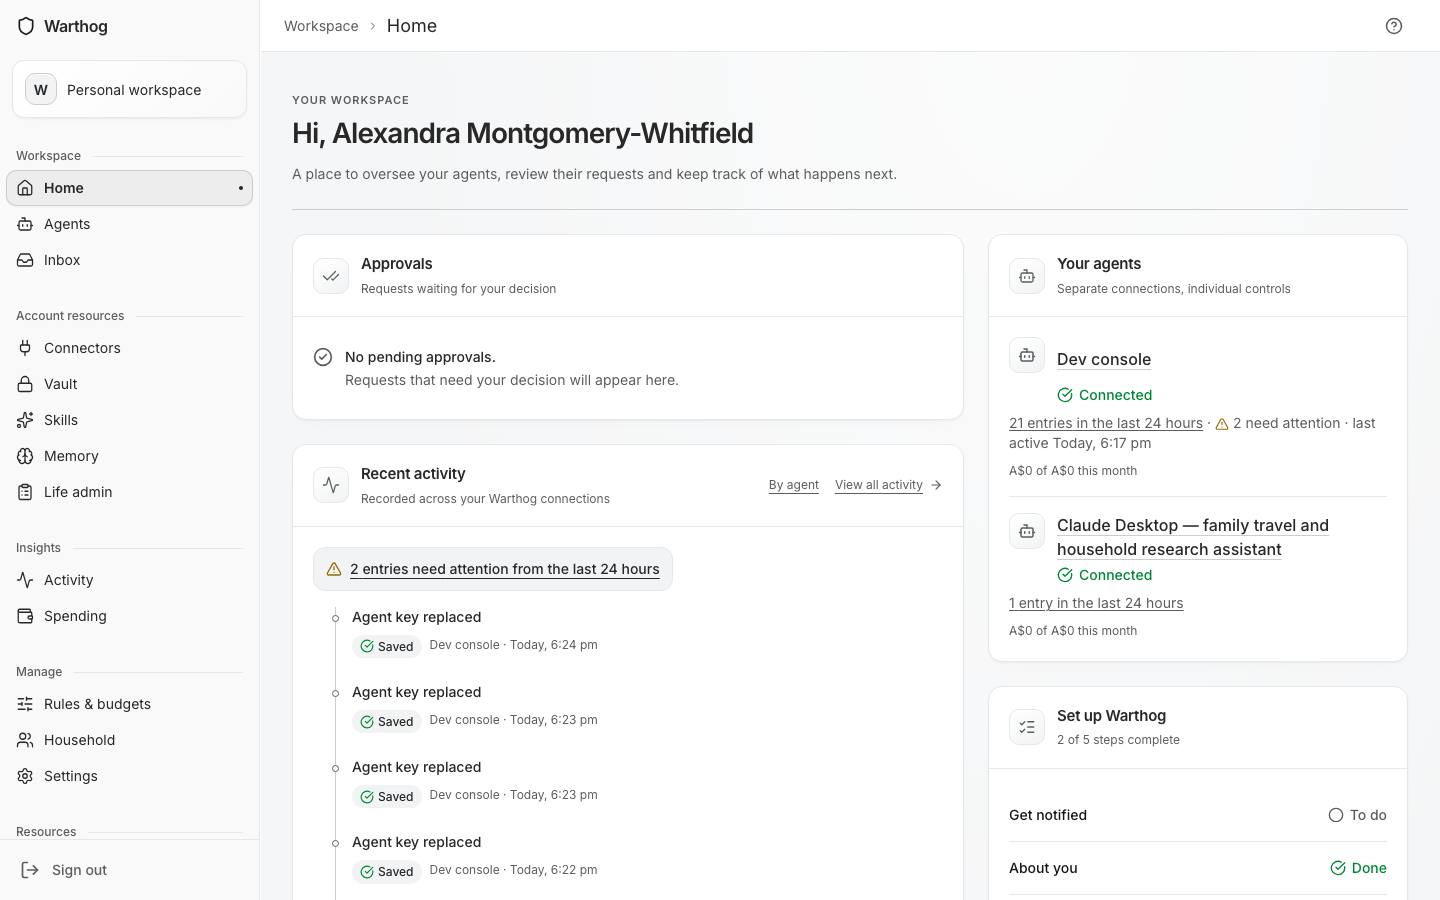 Warthog
W
Personal workspace
Workspace
Home
Agents
Inbox
Account resources
Connectors
Vault
Skills
Memory
Life admin
Insights
Activity
Spending
Manage
Rules & budgets
Household
Settings
Resources
Sign out
Workspace
Home
YOUR WORKSPACE
Hi, Alexandra Montgomery-Whitfield
A place to oversee your agents, review their requests and keep track of what happens next.
Approvals
Requests waiting for your decision
No pending approvals.
Requests that need your decision will appear here.
Recent activity
Recorded across your Warthog connections
By agent
View all activity
2 entries need attention from the last 24 hours
Agent key replaced
Saved Dev console · Today, 6:24 pm
Agent key replaced
Saved Dev console · Today, 6:23 pm
Agent key replaced
Saved Dev console · Today, 6:23 pm
Agent key replaced
Saved Dev console · Today, 6:22 pm
Your agents
Separate connections, individual controls
Dev console
Connected
21 entries in the last 24 hours · 2 need attention · last
active Today, 6:17 pm
A$0 of A$0 this month
Claude Desktop — family travel and
household research assistant
Connected
1 entry in the last 24 hours
A$0 of A$0 this month
Set up Warthog
2 of 5 steps complete
Get notified
To do
About you
Done